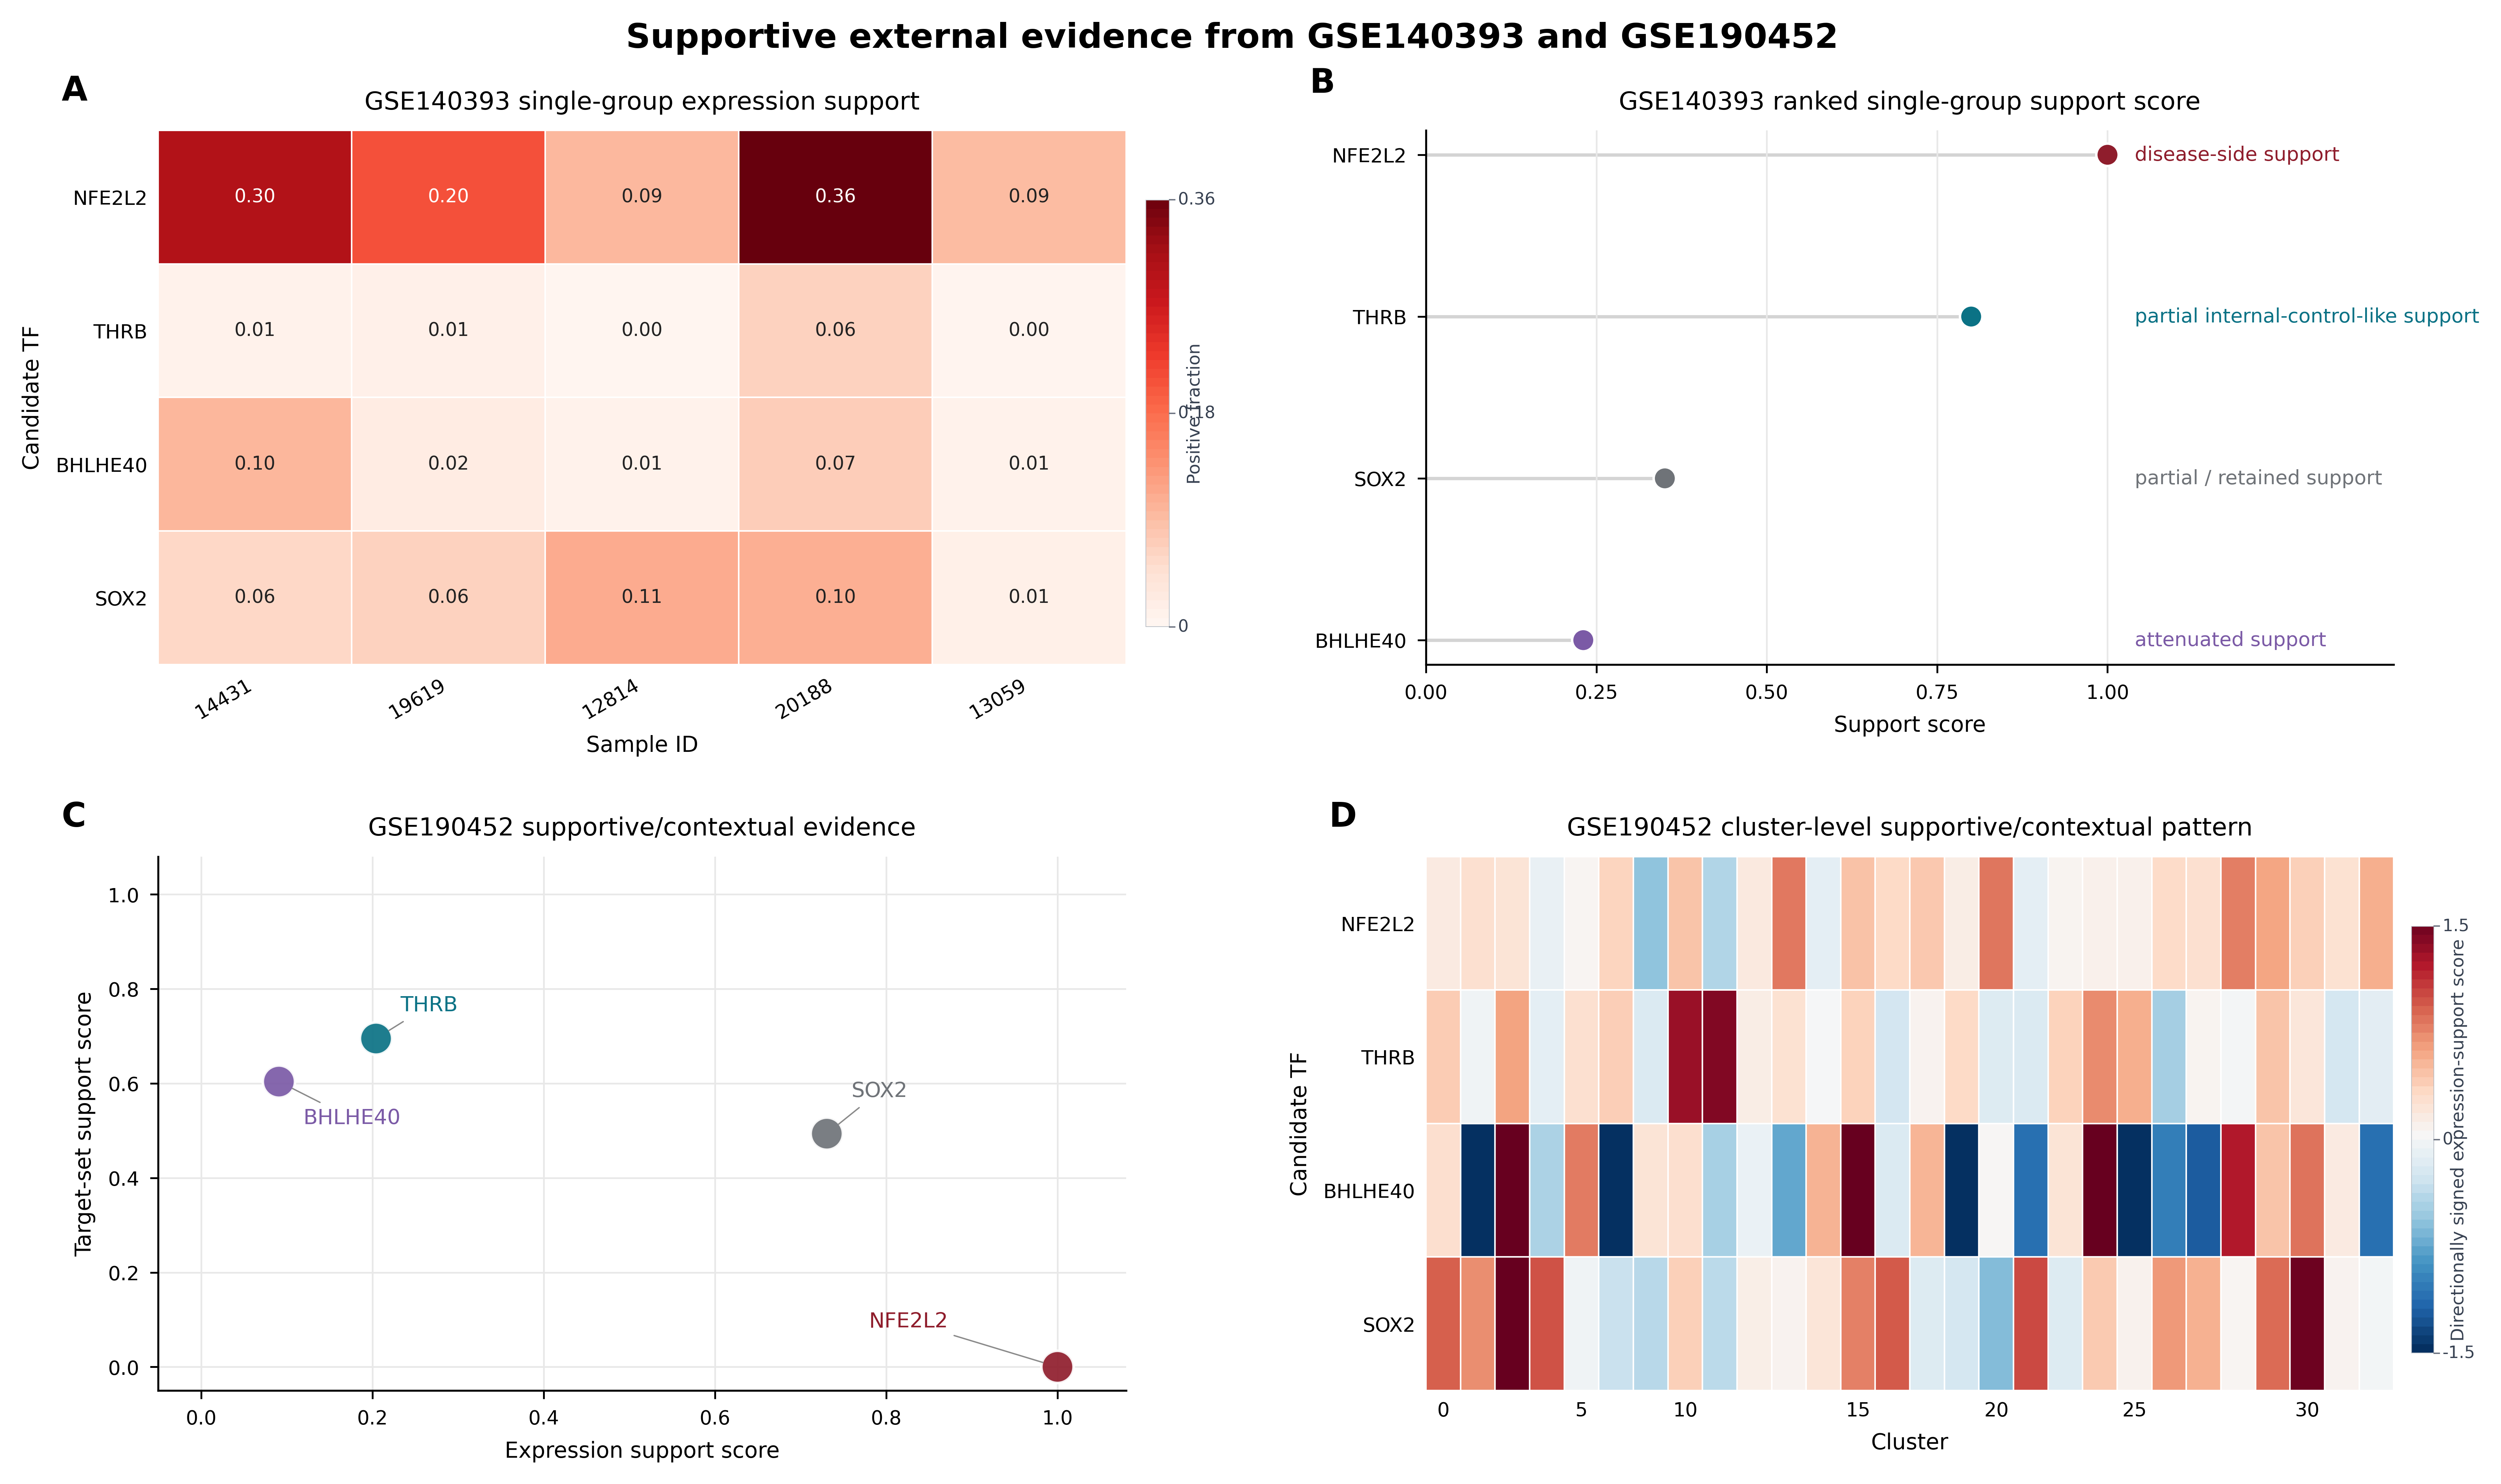 Supportive external evidence from GSE140393 and GSE190452
A
GSE140393 single-group expression support
Candidate TF
NFE2L2
0.30 0.20 0.09 0.36 0.09
THRB
0.01 0.01 0.00 0.06 0.00
BHLHE40
0.10 0.02 0.01 0.07 0.01
SOX2
0.06 0.06 0.11 0.10 0.01
14431 19619 12814 20188 13059
Sample ID
0.36
0.18
0
Positive fraction
B
GSE140393 ranked single-group support score
NFE2L2
disease-side support
THRB
partial internal-control-like support
SOX2
partial / retained support
BHLHE40
attenuated support
0.00 0.25 0.50 0.75 1.00
Support score
C
GSE190452 supportive/contextual evidence
Target-set support score
1.0
0.8
0.6
0.4
0.2
0.0
THRB
BHLHE40
SOX2
NFE2L2
0.0 0.2 0.4 0.6 0.8 1.0
Expression support score
D
GSE190452 cluster-level supportive/contextual pattern
Candidate TF
NFE2L2
THRB
BHLHE40
SOX2
0 5 10 15 20 25 30
Cluster
1.5
0
-1.5
Directionally signed expression-support score